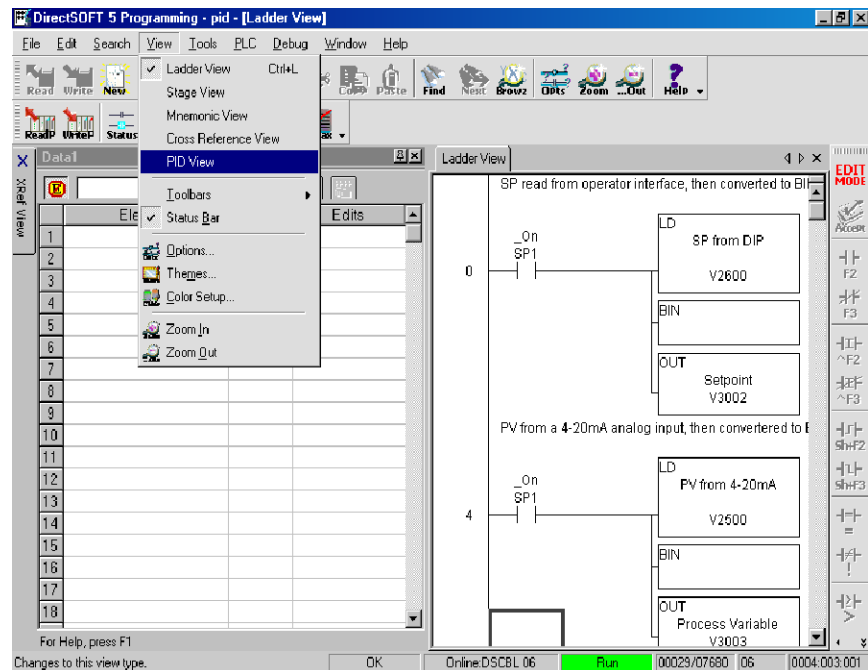 DirectSOFT 5 Programming - pid - [Ladder View]
File Edit Search View Tools PLC Debug Window Help
Read Write New Copy Paste Find Next Browz Opts Zoom ...Out Help
ReadP WriteP Status
Ladder View Ctrl+L
Stage View
Mnemonic View
Cross Reference View
PID View
Toolbars
Status Bar
Options...
Themes...
Color Setup...
Zoom In
Zoom Out
XRef View
Data1
Ele Edits
1
2
3
4
5
6
7
8
9
10
11
12
13
14
15
16
17
18
Ladder View
SP read from operator interface, then converted to BI
_On
SP1
0
LD
SP from DIP
V2600
BIN
OUT
Setpoint
V3002
PV from a 4-20mA analog input, then convertered to
_On
SP1
4
LD
PV from 4-20mA
V2500
BIN
OUT
Process Variable
V3003
EDIT
MODE
Accept
F2
F3
^F2
^F3
Sh+F2
Sh+F3
=
!
>
For Help, press F1
Changes to this view type. OK Online:DSCBL 06 Run 00029/07680 06 0004:003:001